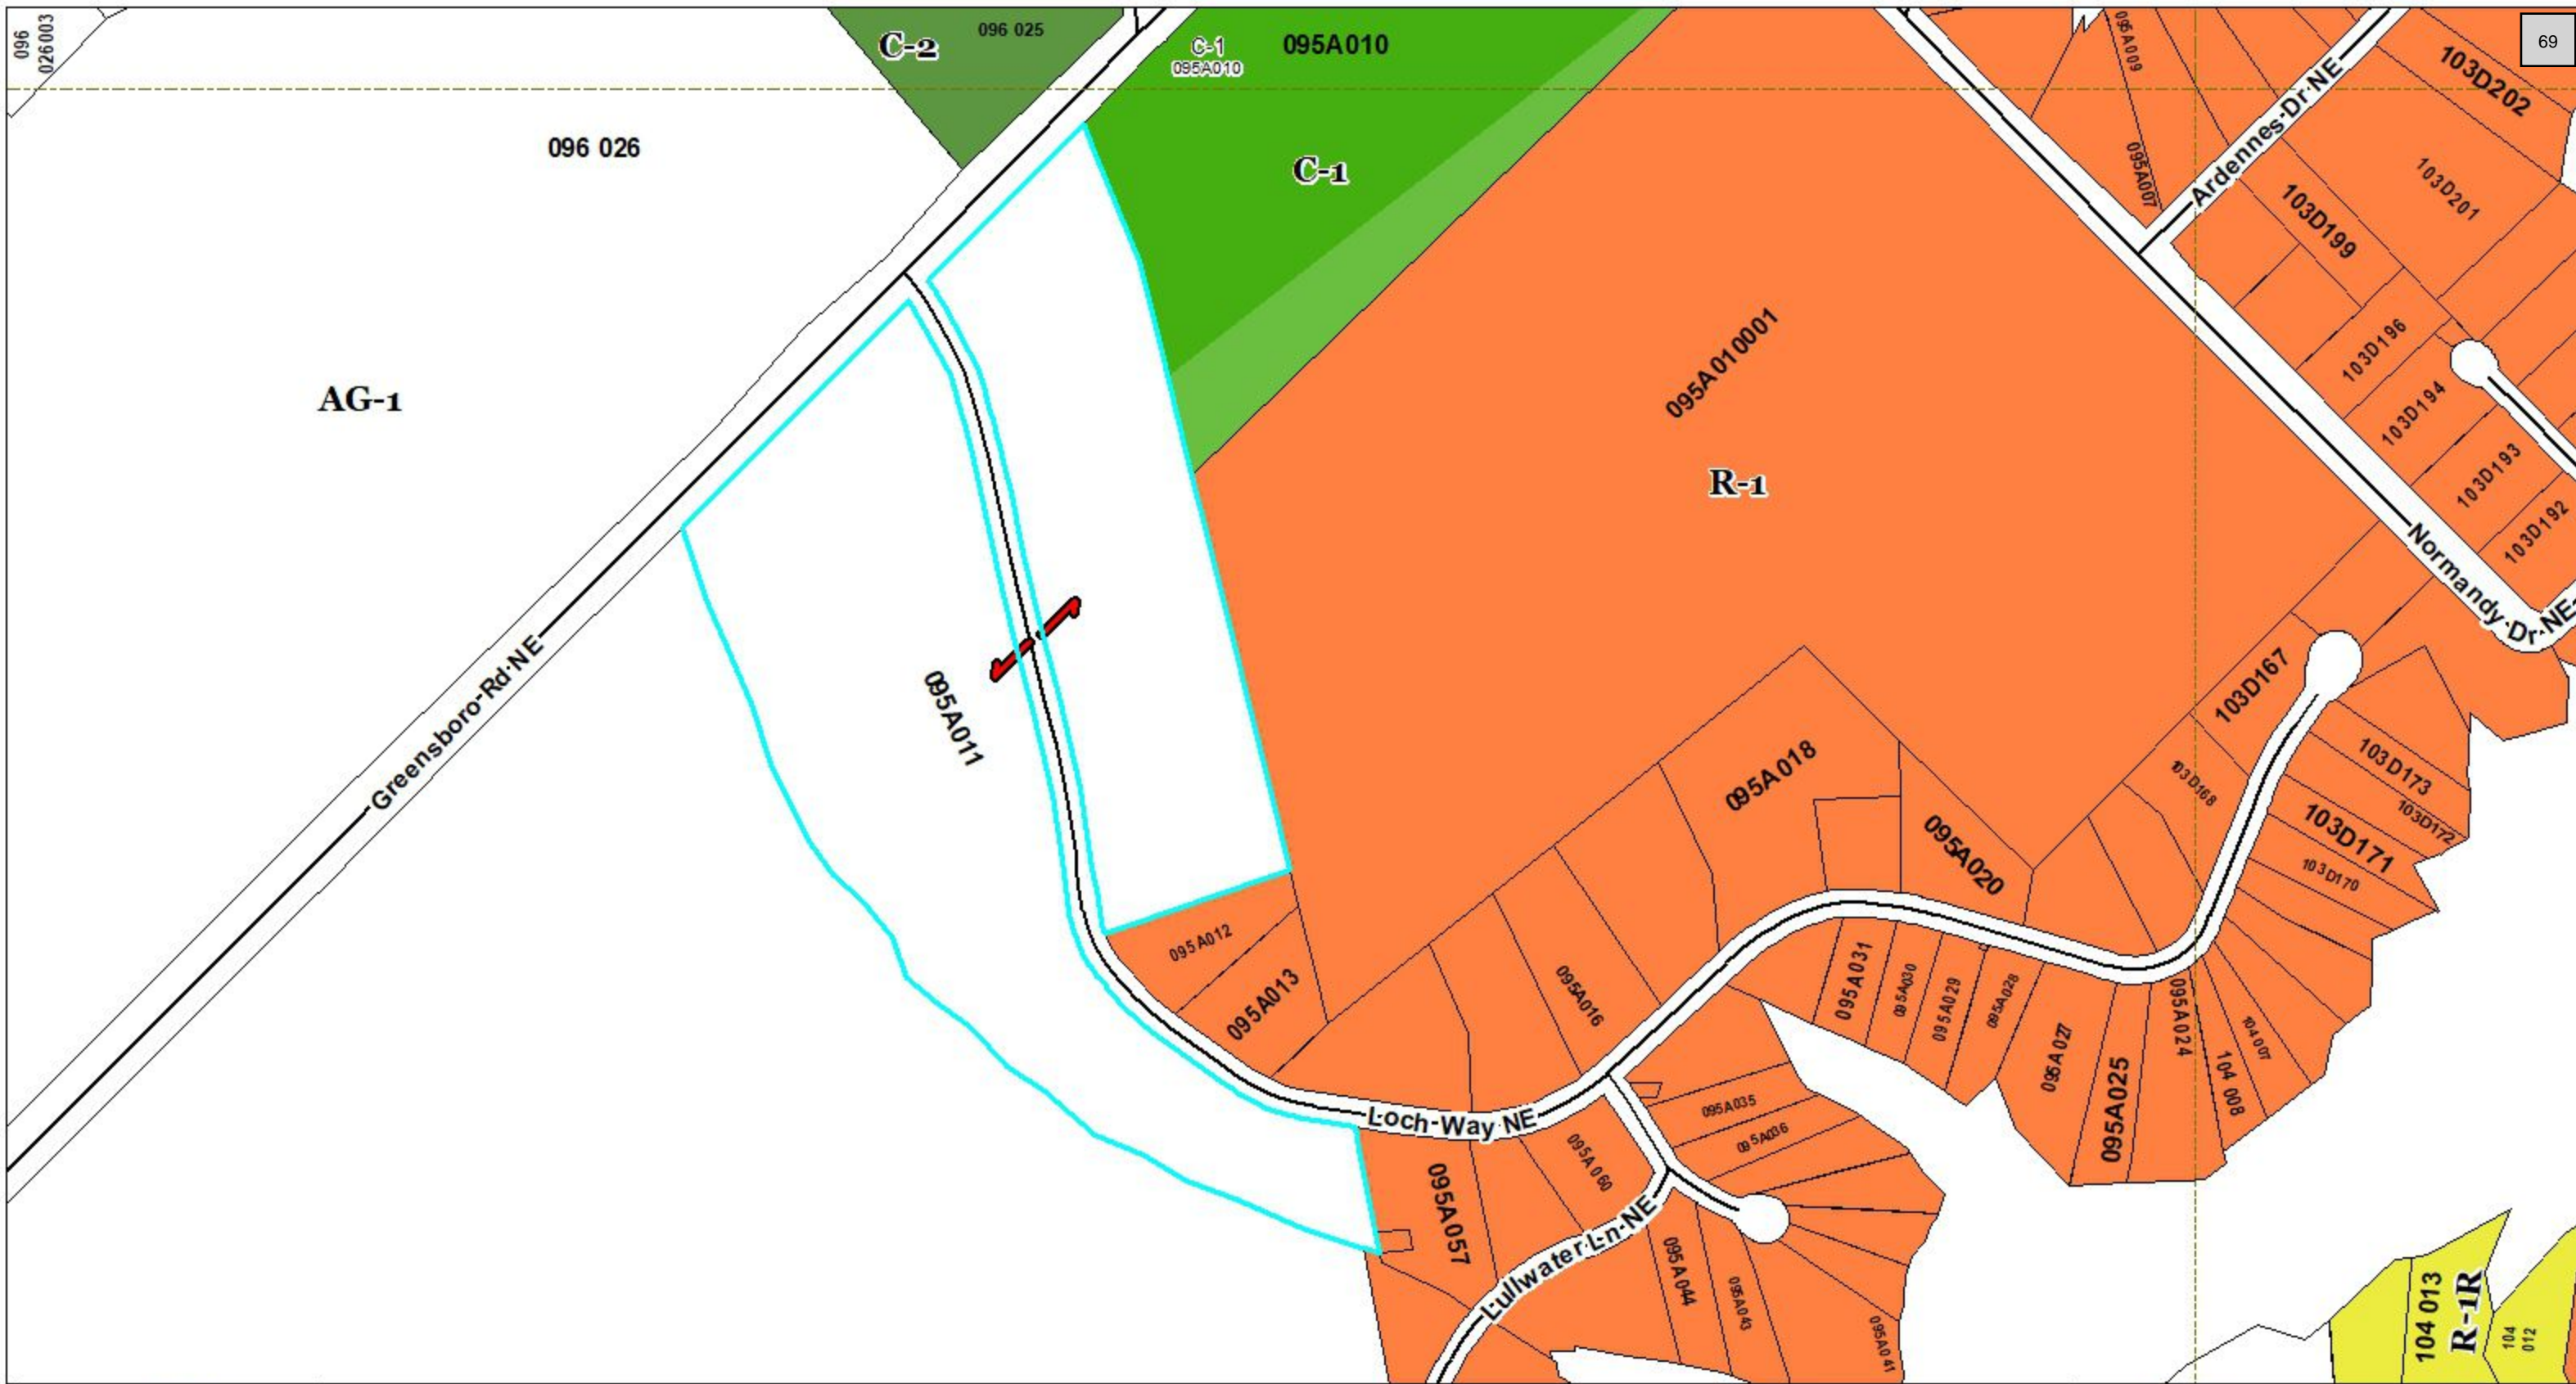 096
026003
C-2
096 025
C-1
095A010
095A010
C-1
69
095A009
095A007
Ardennes Dr NE
103D202
103D201
103D199
096 026
AG-1
095A010001
R-1
103D196
103D194
103D193
103D192
Normandy Dr NE
Greensboro Rd NE
095A011
103D167
103D168
103D173
103D172
103D171
103D170
095A018
095A020
095A012
095A013
095A016
095A031
095A030
095A029
095A028
095A027
095A025
095A024
104 008
104 007
Loch Way NE
095A035
095A036
095A060
095A057
Lullwater Ln NE
095A044
095A043
095A041
104 013
R-1R
104
012